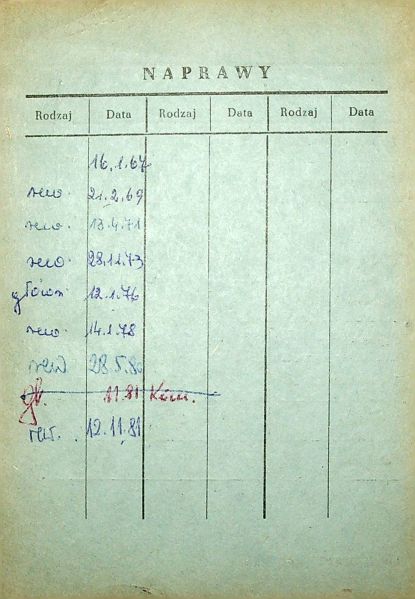 NAPRAWY
Rodzaj Data Rodzaj Data Rodzaj Data
16.1.67
rew. 21.2.69
rew. 13.4.71
rew. 28.11.73
główn 12.1.76
rew. 14.1.78
rew 28.5.80
gł. 11.81
rew. 12.11.81